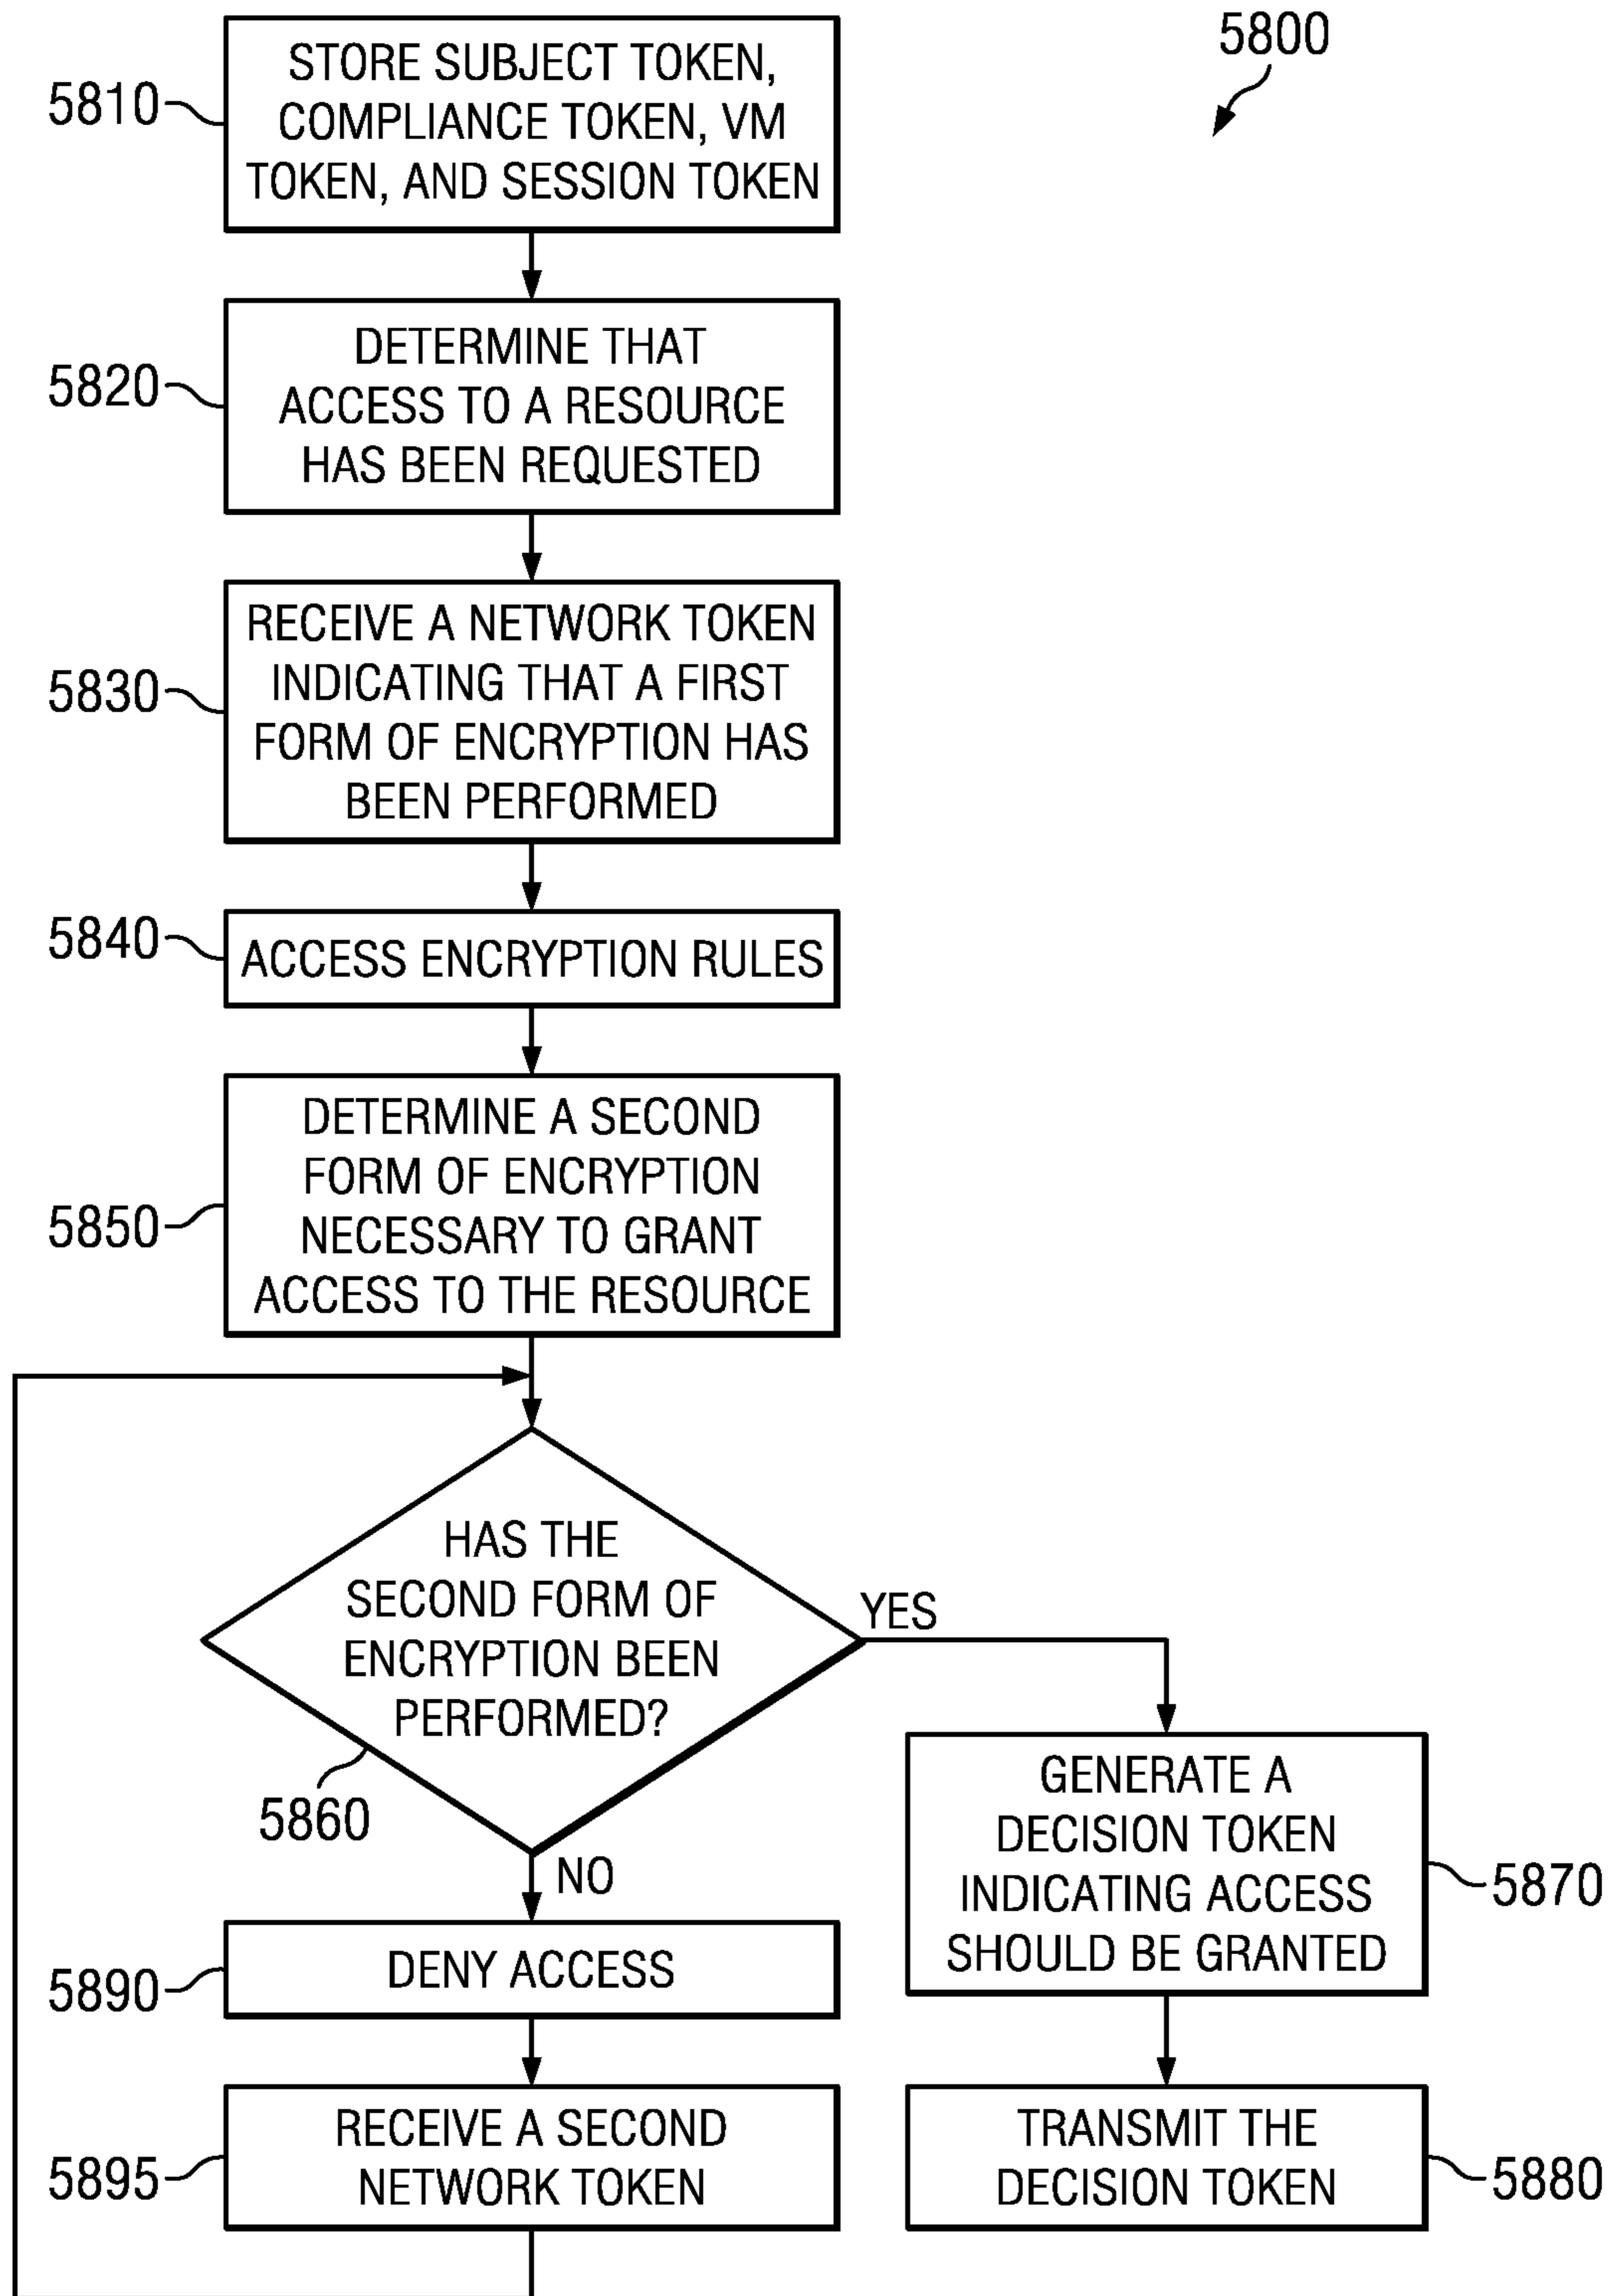 5800
5810
STORE SUBJECT TOKEN,
COMPLIANCE TOKEN, VM
TOKEN, AND SESSION TOKEN
5820
DETERMINE THAT
ACCESS TO A RESOURCE
HAS BEEN REQUESTED
5830
RECEIVE A NETWORK TOKEN
INDICATING THAT A FIRST
FORM OF ENCRYPTION HAS
BEEN PERFORMED
5840
ACCESS ENCRYPTION RULES
5850
DETERMINE A SECOND
FORM OF ENCRYPTION
NECESSARY TO GRANT
ACCESS TO THE RESOURCE
HAS THE
SECOND FORM OF
ENCRYPTION BEEN
PERFORMED?
5860
YES
NO
GENERATE A
DECISION TOKEN
INDICATING ACCESS
SHOULD BE GRANTED
5870
5890
DENY ACCESS
5895
RECEIVE A SECOND
NETWORK TOKEN
TRANSMIT THE
DECISION TOKEN
5880